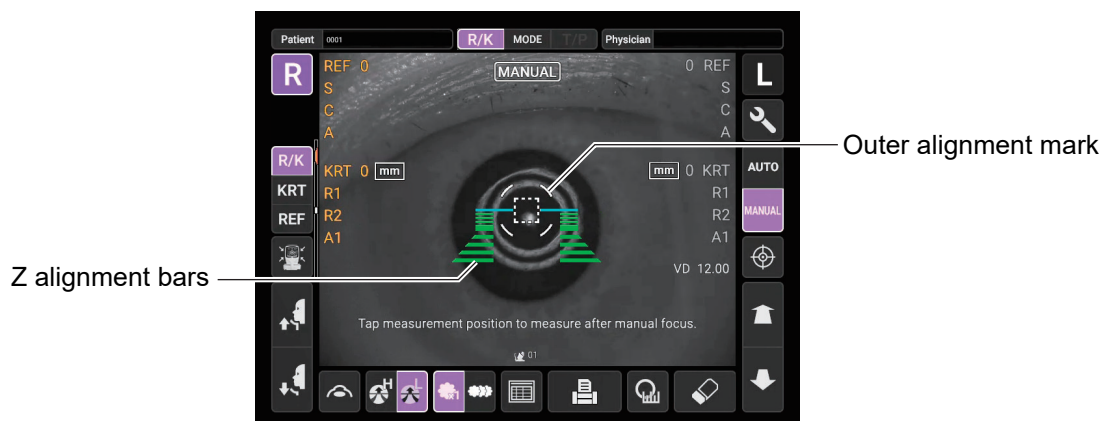 Patient 0001 R/K MODE T/P Physician
R
REF 0
S
C
A
MANUAL
0 REF
S
C
A
L
R/K
KRT
REF
KRT 0 mm
R1
R2
A1
mm 0 KRT
R1
R2
A1
VD 12.00
AUTO
MANUAL
Outer alignment mark
Z alignment bars
Tap measurement position to measure after manual focus.
01
H
L
x1